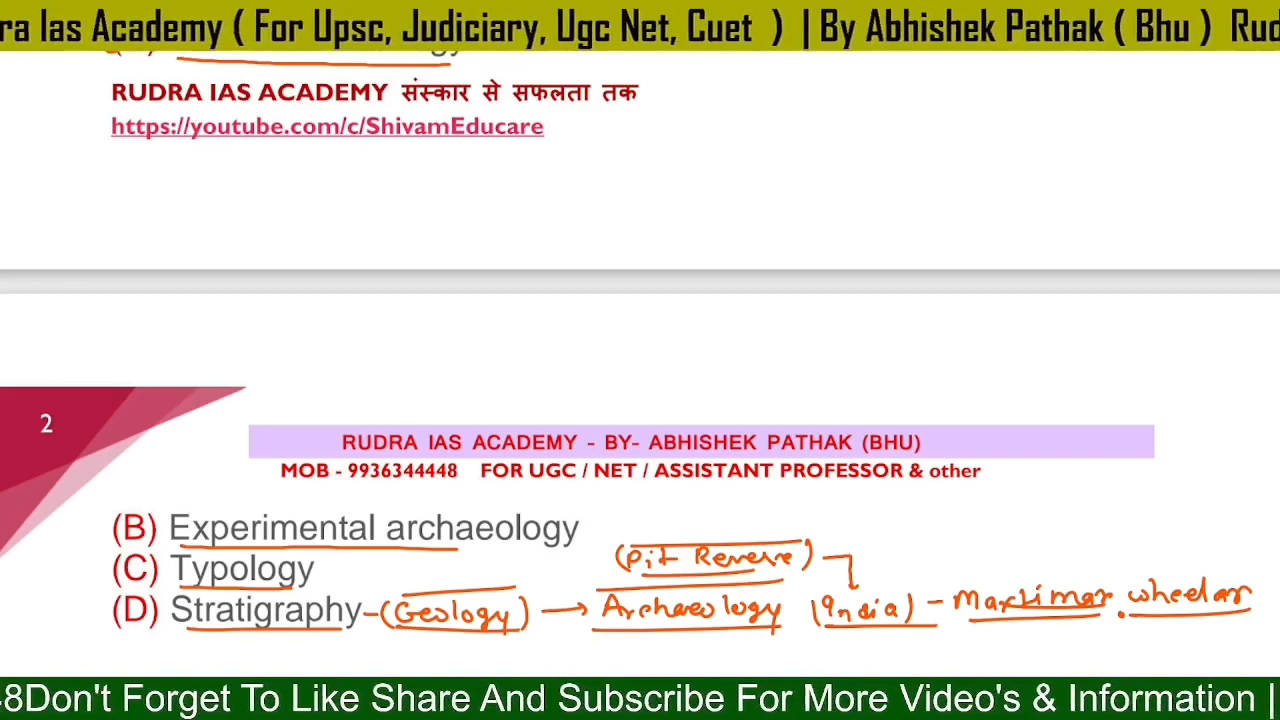 ra Ias Academy ( For Upsc, Judiciary, Ugc Net, Cuet ) | By Abhishek Pathak ( Bhu ) Rud
RUDRA IAS ACADEMY संस्कार से सफलता तक
https://youtube.com/c/ShivamEducare
2
RUDRA IAS ACADEMY - BY- ABHISHEK PATHAK (BHU)
MOB - 9936344448 FOR UGC / NET / ASSISTANT PROFESSOR & other
(B) Experimental archaeology
(Pit Reverse)
(C) Typology
(D) Stratigraphy - (Geology) → Archaeology (India) - Martimar wheelar
-8Don't Forget To Like Share And Subscribe For More Video's & Information |